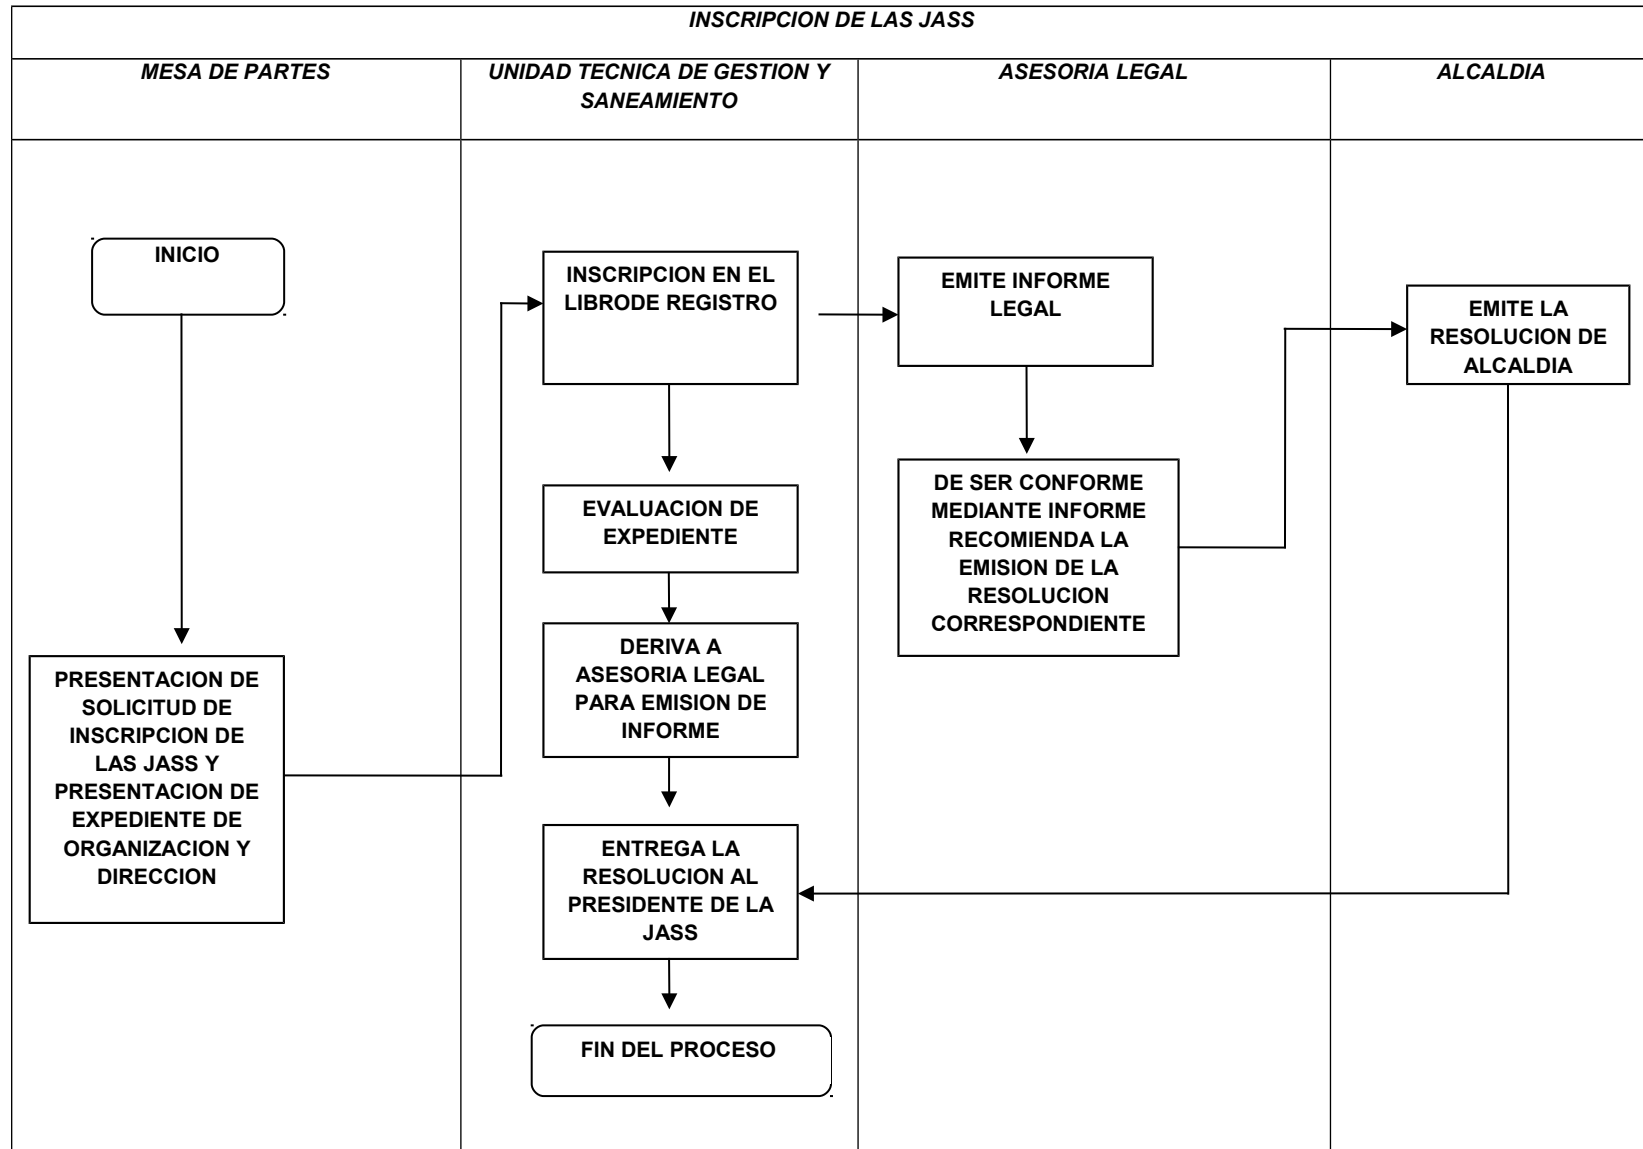 INSCRIPCION DE LAS JASS
MESA DE PARTES
UNIDAD TECNICA DE GESTION Y
SANEAMIENTO
ASESORIA LEGAL
ALCALDIA
INICIO
PRESENTACION DE
SOLICITUD DE
INSCRIPCION DE
LAS JASS Y
PRESENTACION DE
EXPEDIENTE DE
ORGANIZACION Y
DIRECCION
INSCRIPCION EN EL
LIBRODE REGISTRO
EVALUACION DE
EXPEDIENTE
DERIVA A
ASESORIA LEGAL
PARA EMISION DE
INFORME
ENTREGA LA
RESOLUCION AL
PRESIDENTE DE LA
JASS
FIN DEL PROCESO
EMITE INFORME
LEGAL
DE SER CONFORME
MEDIANTE INFORME
RECOMIENDA LA
EMISION DE LA
RESOLUCION
CORRESPONDIENTE
EMITE LA
RESOLUCION DE
ALCALDIA